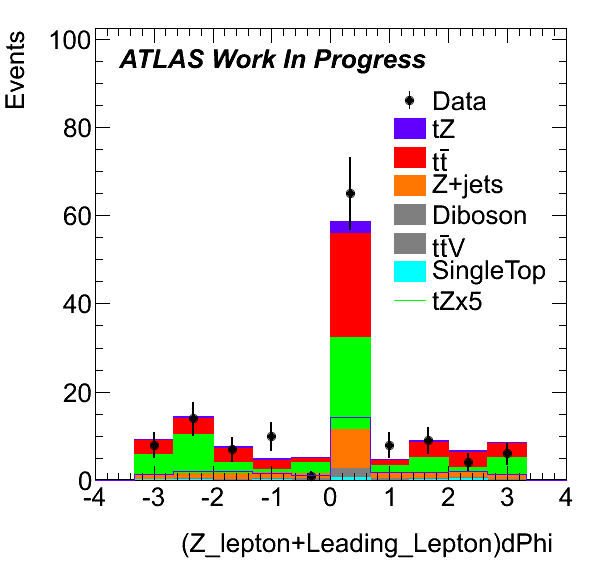 Events
100
80
60
40
20
0
ATLAS Work In Progress
Data
tZ
tt̄
Z+jets
Diboson
tt̄V
SingleTop
tZx5
-4 -3 -2 -1 0 1 2 3 4
(Z_lepton+Leading_Lepton)dPhi